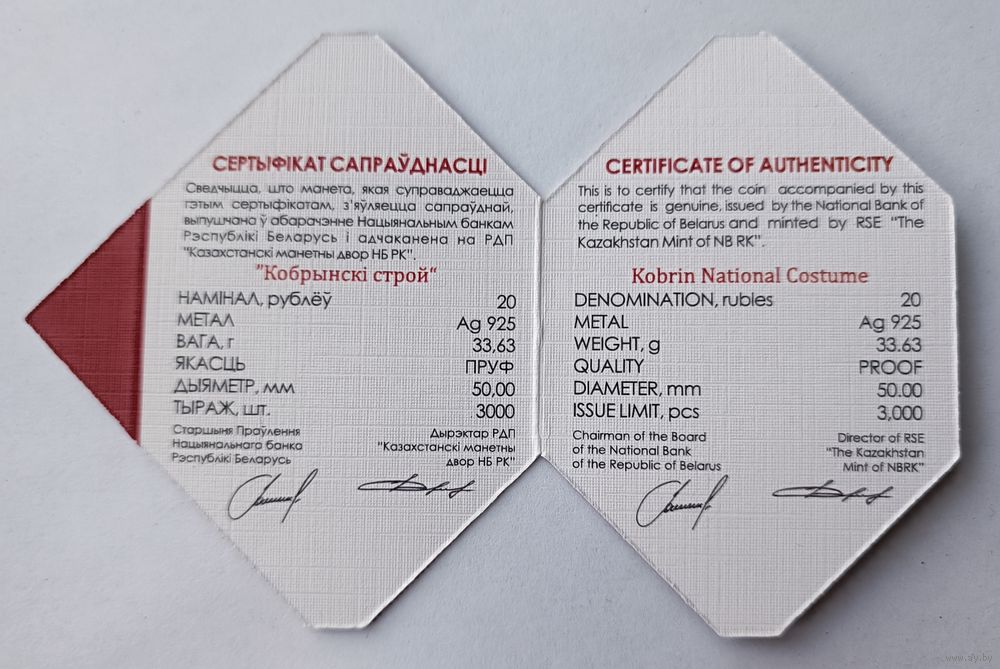 СЕРТЫФІКАТ САПРАЎДНАСЦІ
Сведчыцца, што манета, якая суправаджаецца
гэтым сертыфікатам, з'яўляецца сапраўднай,
выпушчана ў абарачэнне Нацыянальным банкам
Рэспублікі Беларусь і адчаканена на РДП
"Казахстанскі манетны двор НБ РК".
"Кобрынскі строй"
НАМІНАЛ, рублёў 20
МЕТАЛ Ag 925
ВАГА, г 33,63
ЯКАСЦЬ ПРУФ
ДЫЯМЕТР, мм 50,00
ТЫРАЖ, шт. 3000
Старшыня Праўлення
Нацыянальнага банка
Рэспублікі Беларусь
Дырэктар РДП
"Казахстанскі манетны
двор НБ РК"
CERTIFICATE OF AUTHENTICITY
This is to certify that the coin accompanied by this
certificate is genuine, issued by the National Bank of
the Republic of Belarus and minted by RSE "The
Kazakhstan Mint of NB RK".
Kobrin National Costume
DENOMINATION, rubles 20
METAL Ag 925
WEIGHT, g 33.63
QUALITY PROOF
DIAMETER, mm 50.00
ISSUE LIMIT, pcs 3,000
Chairman of the Board
of the National Bank
of the Republic of Belarus
Director of RSE
"The Kazakhstan
Mint of NBRK"
www.ay.by